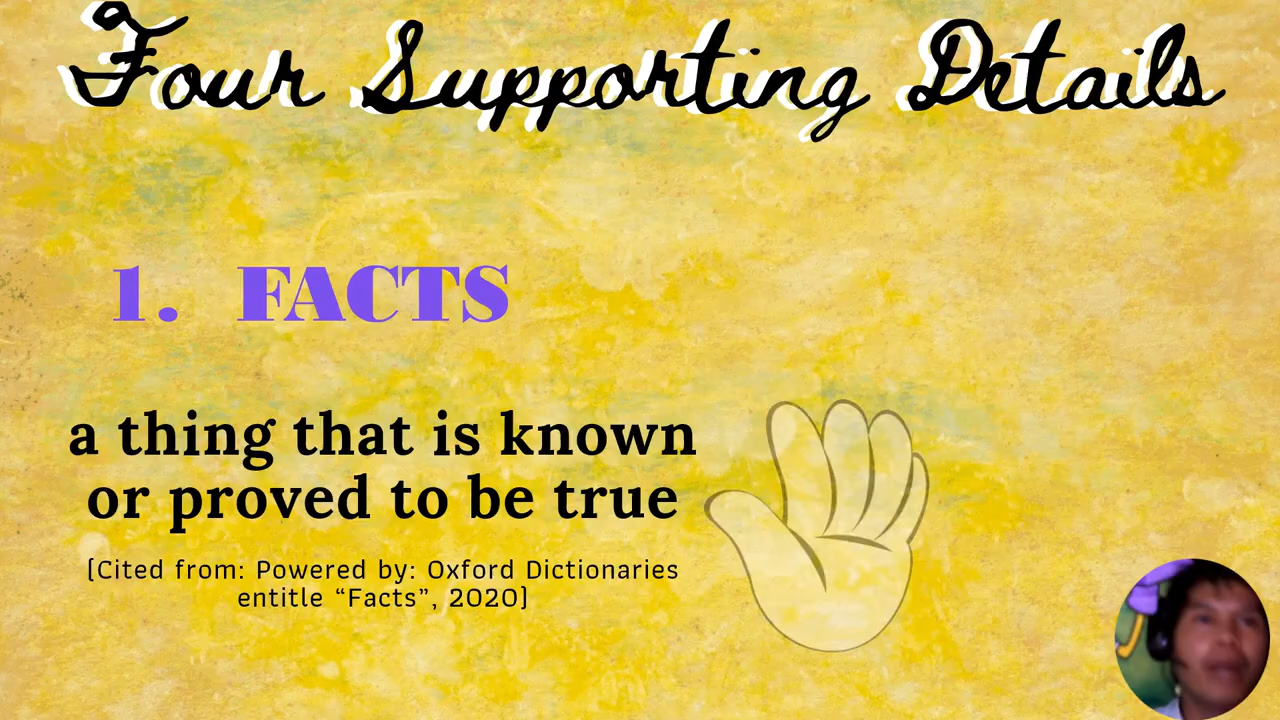 Four Supporting Details
1. FACTS
a thing that is known
or proved to be true
(Cited from: Powered by: Oxford Dictionaries
entitle “Facts”, 2020)